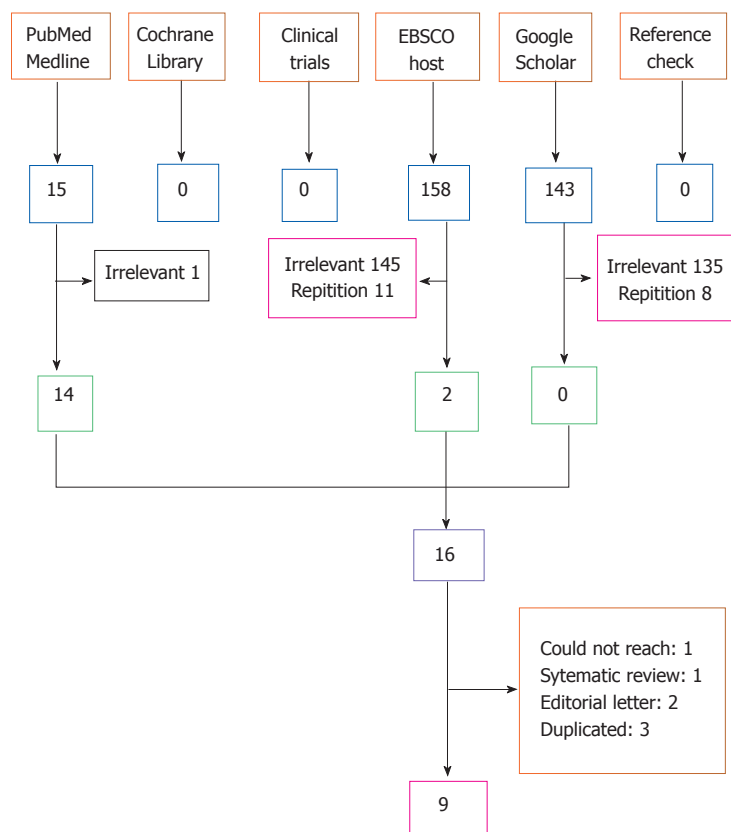 PubMed
Medline
Cochrane
Library
Clinical
trials
EBSCO
host
Google
Scholar
Reference
check
15
0
0
158
143
0
Irrelevant 1
Irrelevant 145
Repitition 11
Irrelevant 135
Repitition 8
14
2
0
16
Could not reach: 1
Sytematic review: 1
Editorial letter: 2
Duplicated: 3
9